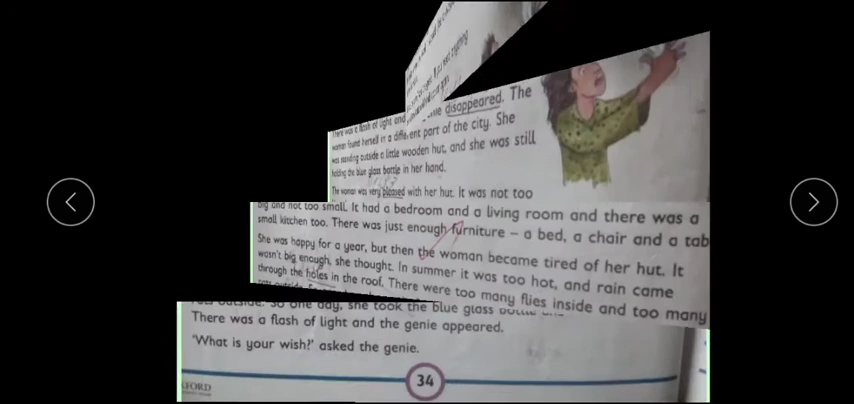 There was a flash of light and
disappeared. The
woman found herself in a different part of the city. She
was standing outside a little wooden hut, and she was still
holding the blue glass bottle in her hand.
The woman was very pleased with her hut. It was not too
big and not too small. It had a bedroom and a living room and there was a
small kitchen too. There was just enough furniture – a bed, a chair and a tab
She was happy for a year, but then the woman became tired of her hut. It
wasn't big enough, she thought. In summer it was too hot, and rain came
through the holes in the roof. There were too many flies inside and too many
outside. So one day, she took the blue glass
There was a flash of light and the genie appeared.
'What is your wish?' asked the genie.
34